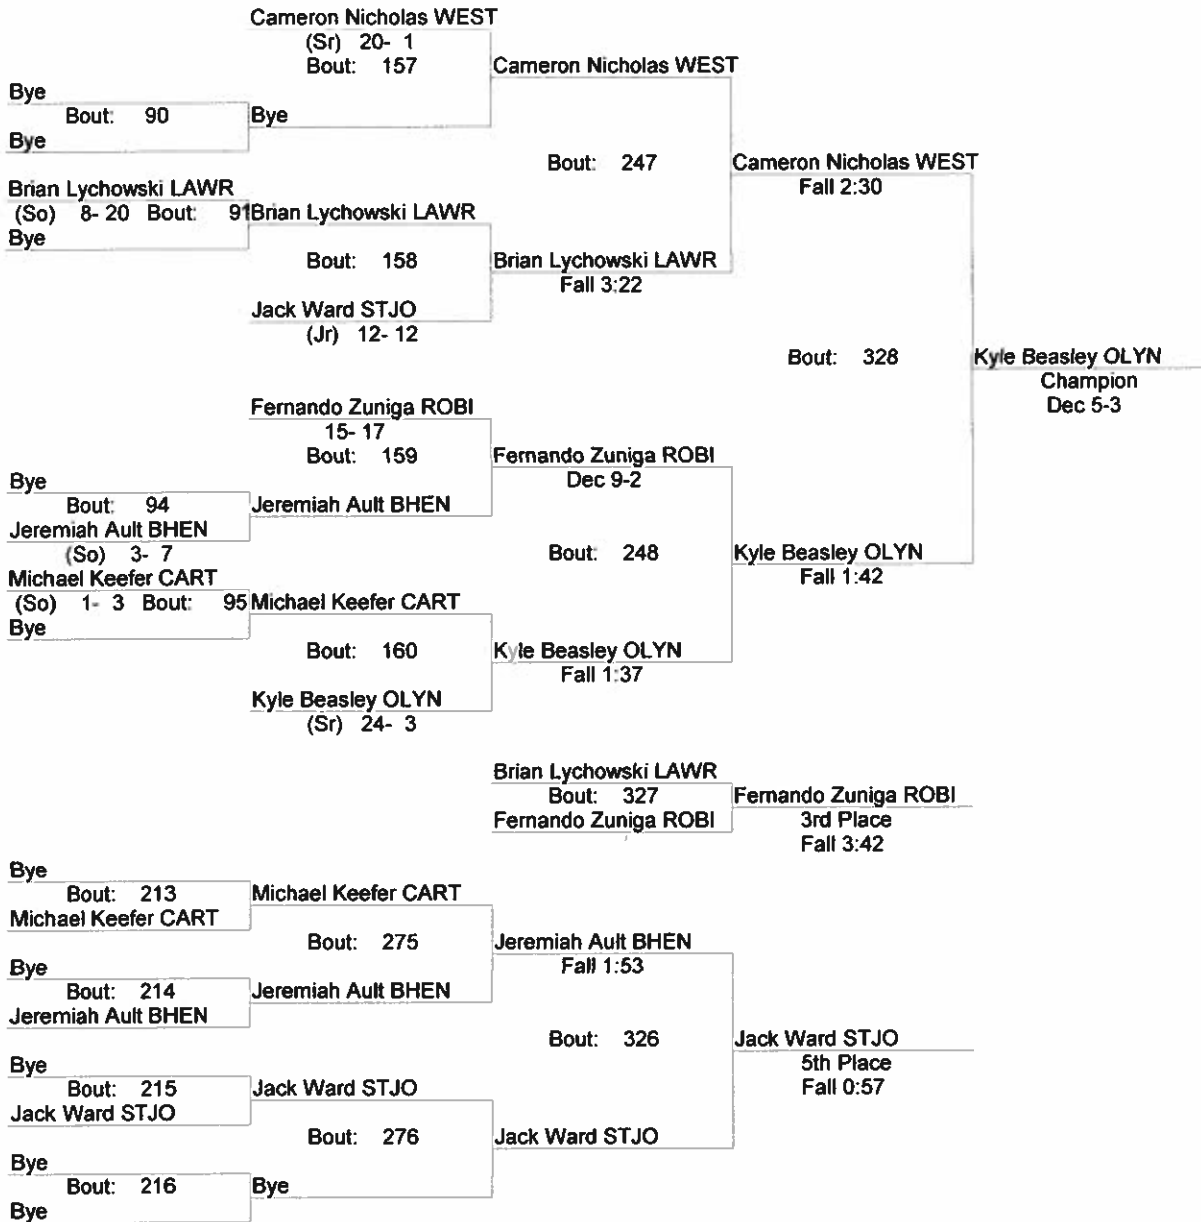 Cameron Nicholas WEST
(Sr) 20- 1
Bout: 157
Cameron Nicholas WEST
Bye
Bout: 90
Bye
Bye
Bout: 247
Cameron Nicholas WEST
Fall 2:30
Brian Lychowski LAWR
(So) 8- 20 Bout: 91
Brian Lychowski LAWR
Bye
Bout: 158
Brian Lychowski LAWR
Fall 3:22
Jack Ward STJO
(Jr) 12- 12
Bout: 328
Kyle Beasley OLYN
Champion
Dec 5-3
Fernando Zuniga ROBI
15- 17
Bout: 159
Fernando Zuniga ROBI
Dec 9-2
Bye
Bout: 94
Jeremiah Ault BHEN
Jeremiah Ault BHEN
(So) 3- 7
Bout: 248
Kyle Beasley OLYN
Fall 1:42
Michael Keefer CART
(So) 1- 3 Bout: 95
Michael Keefer CART
Bye
Bout: 160
Kyle Beasley OLYN
Fall 1:37
Kyle Beasley OLYN
(Sr) 24- 3
Brian Lychowski LAWR
Bout: 327
Fernando Zuniga ROBI
Fernando Zuniga ROBI
3rd Place
Fall 3:42
Bye
Bout: 213
Michael Keefer CART
Michael Keefer CART
Bout: 275
Jeremiah Ault BHEN
Fall 1:53
Bye
Bout: 214
Jeremiah Ault BHEN
Jeremiah Ault BHEN
Bout: 326
Jack Ward STJO
5th Place
Fall 0:57
Bye
Bout: 215
Jack Ward STJO
Jack Ward STJO
Bout: 276
Jack Ward STJO
Bye
Bout: 216
Bye
Bye